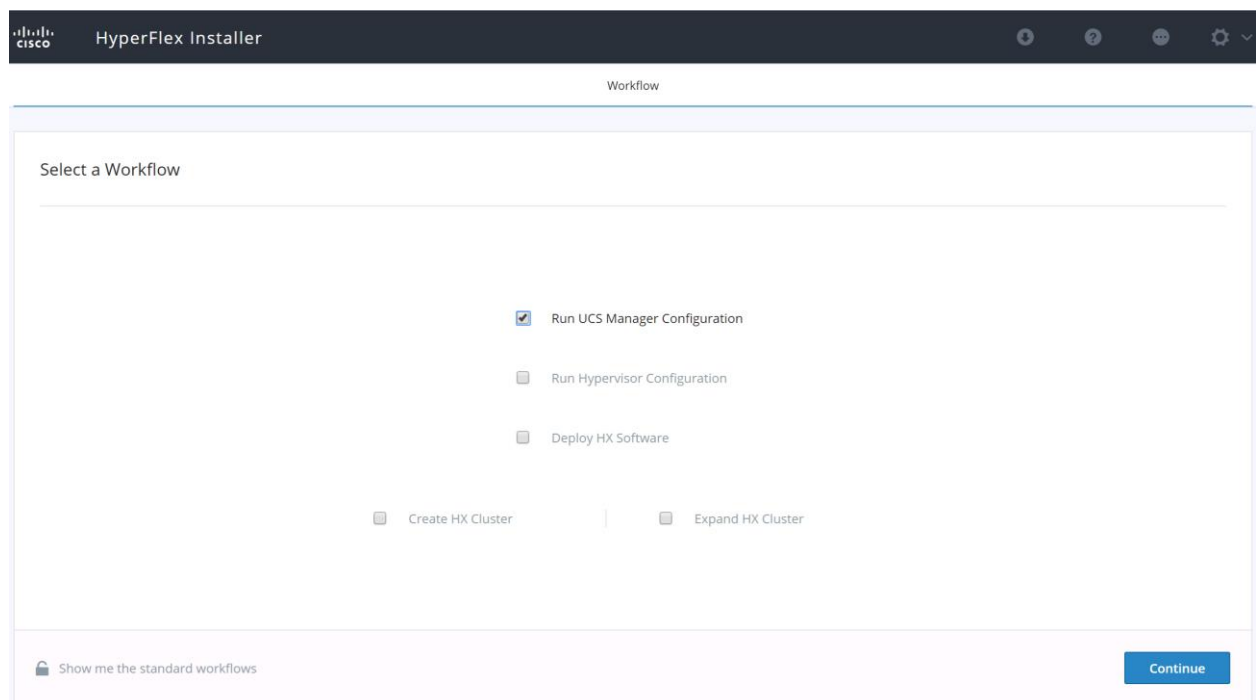 cisco HyperFlex Installer
Workflow
Select a Workflow
Run UCS Manager Configuration
Run Hypervisor Configuration
Deploy HX Software
Create HX Cluster Expand HX Cluster
Show me the standard workflows Continue